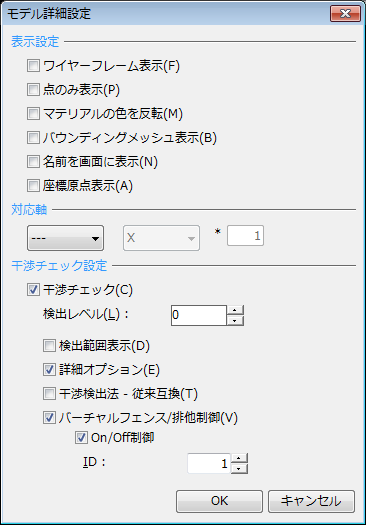 モデル詳細設定
表示設定
ワイヤーフレーム表示(F)
点のみ表示(P)
マテリアルの色を反転(M)
バウンディングメッシュ表示(B)
名前を画面に表示(N)
座標原点表示(A)
対応軸
--- X * 1
干渉チェック設定
干渉チェック(C)
検出レベル(L) : 0
検出範囲表示(D)
詳細オプション(E)
干渉検出法 - 従来互換(T)
バーチャルフェンス/排他制御(V)
On/Off制御
ID : 1
OK キャンセル